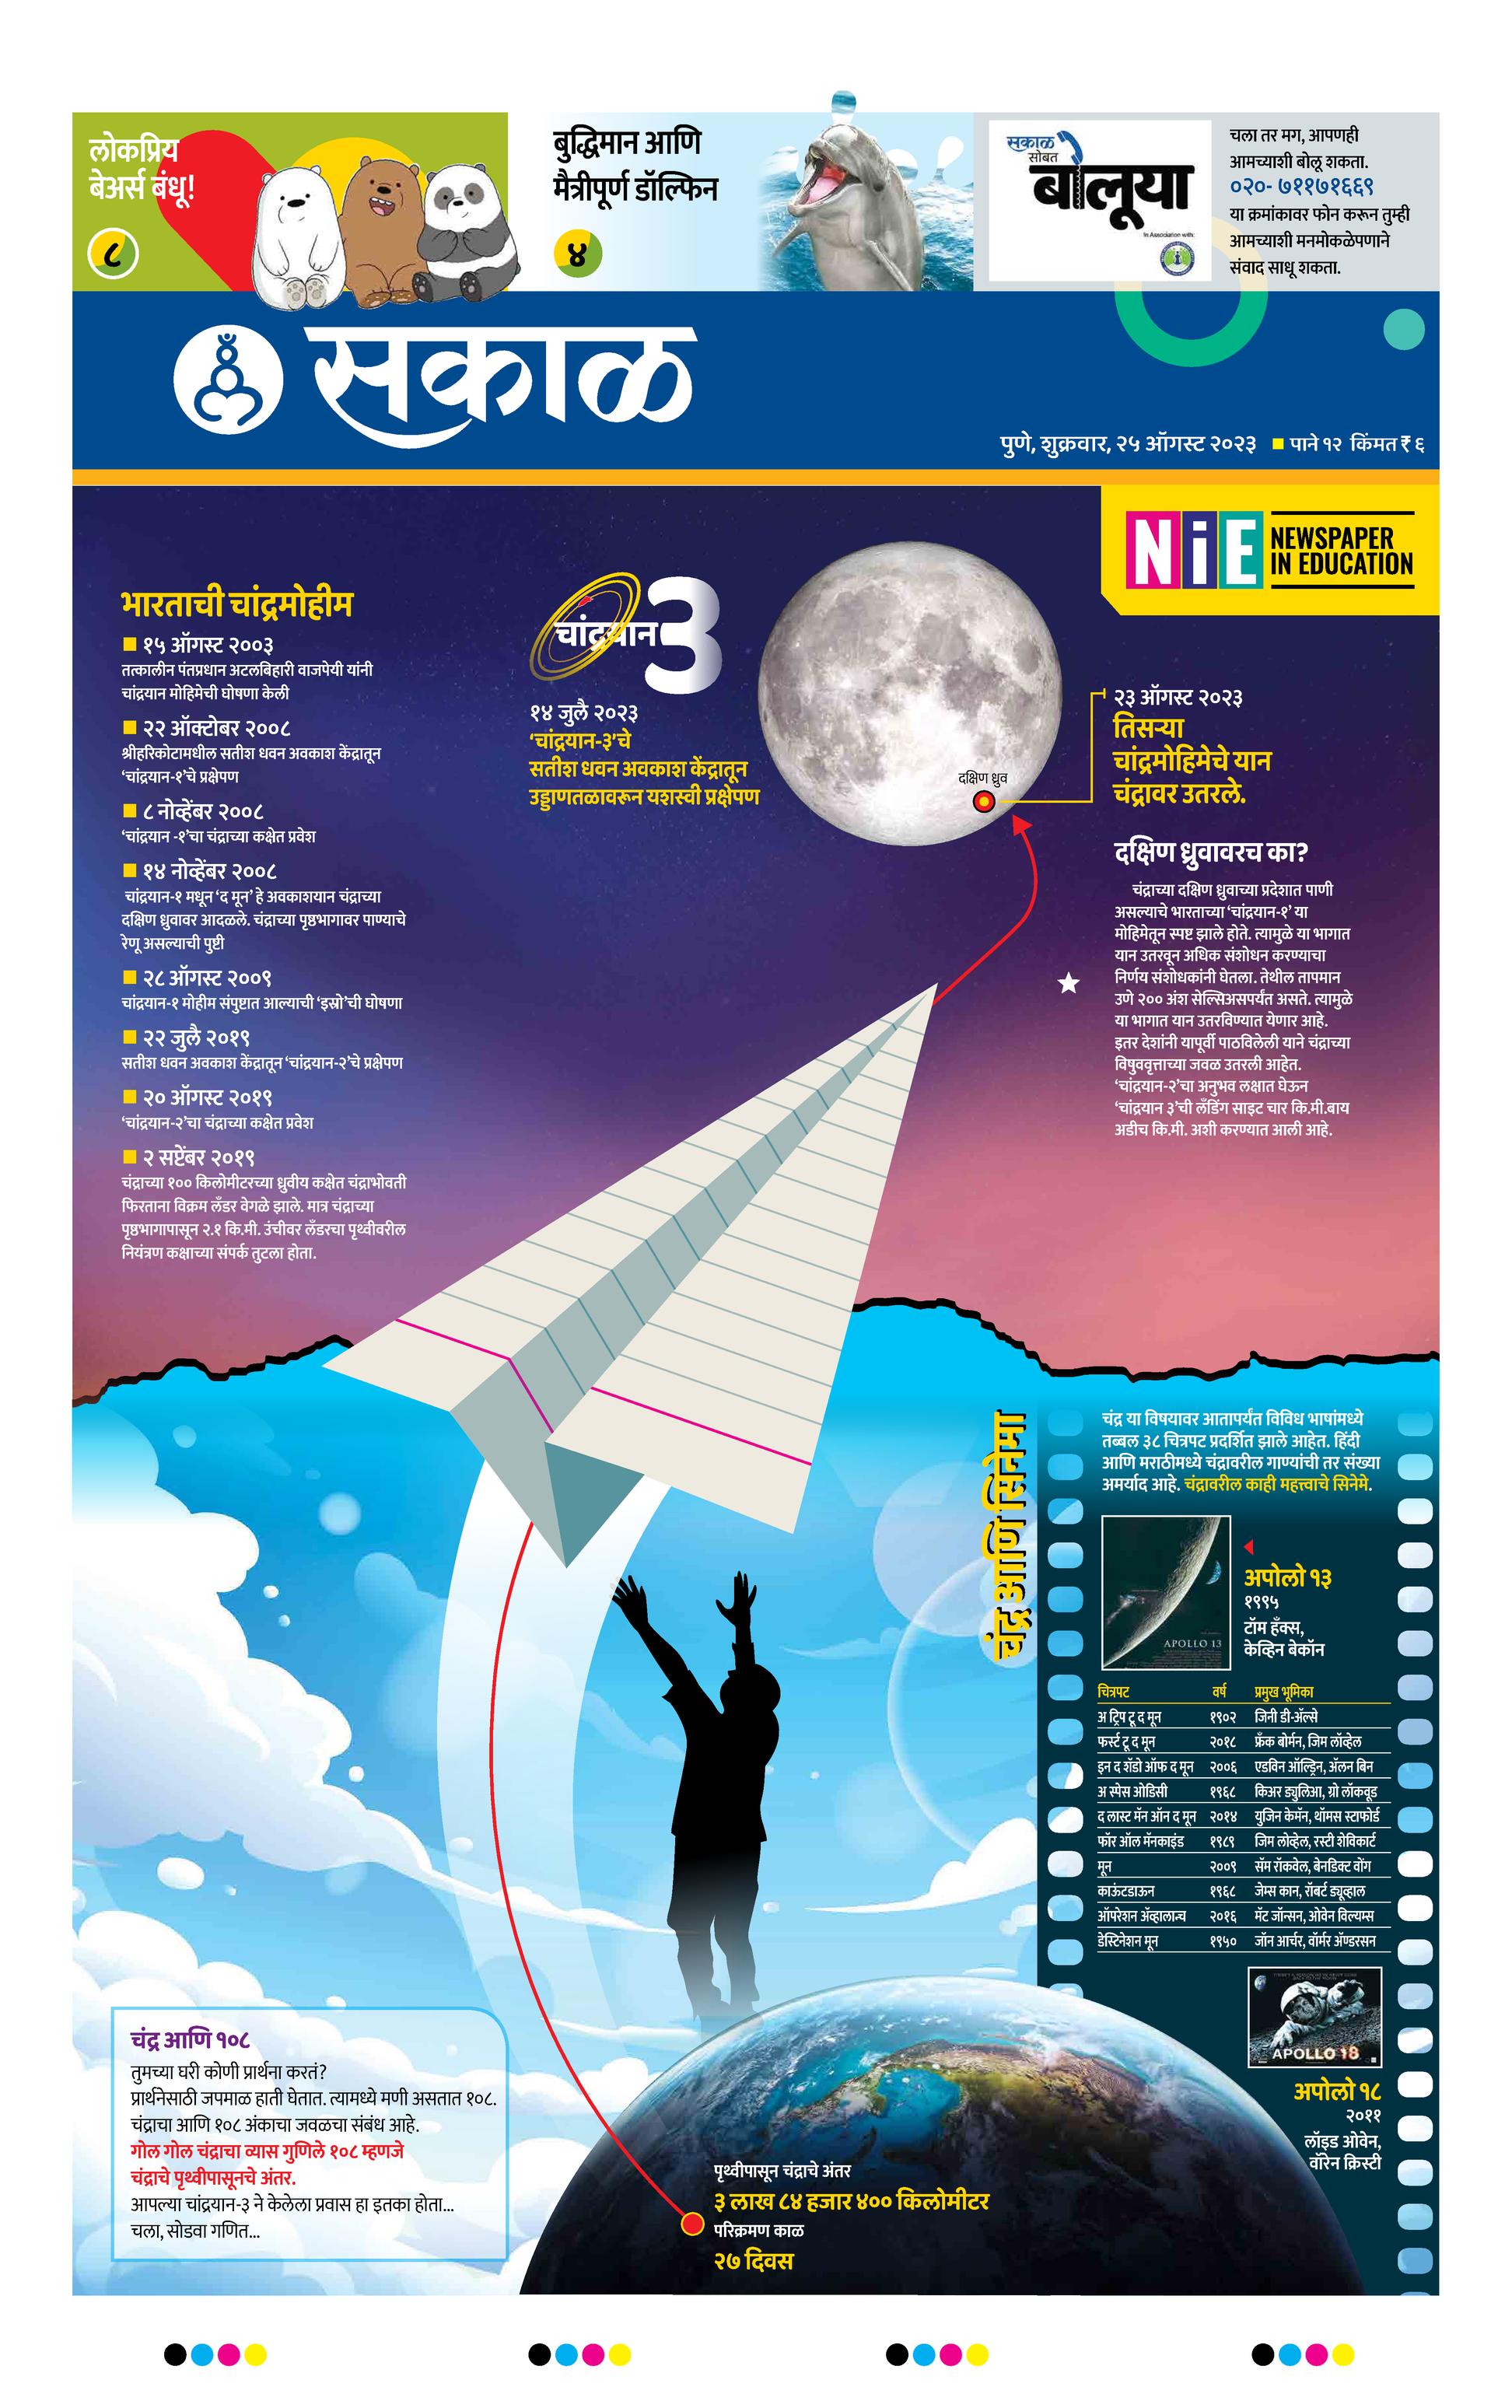 लोकप्रिय
बेअर्स बंधू!
८
बुद्धिमान आणि
मैत्रीपूर्ण डॉल्फिन
४
सकाळ
सोबत
बोलूया
In Association with:
चला तर मग, आपणही
आमच्याशी बोलू शकता.
०२०- ७११७१६६९
या क्रमांकावर फोन करून तुम्ही
आमच्याशी मनमोकळेपणाने
संवाद साधू शकता.
सकाळ
पुणे, शुक्रवार, २५ ऑगस्ट २०२३ ■ पाने १२ किंमत ₹ ६
NiE NEWSPAPER
IN EDUCATION
भारताची चांद्रमोहीम
■ १५ ऑगस्ट २००३
तत्कालीन पंतप्रधान अटलबिहारी वाजपेयी यांनी
चांद्रयान मोहिमेची घोषणा केली
■ २२ ऑक्टोबर २००८
श्रीहरिकोटामधील सतीश धवन अवकाश केंद्रातून
‘चांद्रयान-१’चे प्रक्षेपण
■ ८ नोव्हेंबर २००८
‘चांद्रयान -१’चा चंद्राच्या कक्षेत प्रवेश
■ १४ नोव्हेंबर २००८
चांद्रयान-१ मधून ‘द मून’ हे अवकाशयान चंद्राच्या
दक्षिण ध्रुवावर आदळले. चंद्राच्या पृष्ठभागावर पाण्याचे
रेणू असल्याची पुष्टी
■ २८ ऑगस्ट २००९
चांद्रयान-१ मोहीम संपुष्टात आल्याची ‘इस्रो’ची घोषणा
■ २२ जुलै २०१९
सतीश धवन अवकाश केंद्रातून ‘चांद्रयान-२’चे प्रक्षेपण
■ २० ऑगस्ट २०१९
‘चांद्रयान-२’चा चंद्राच्या कक्षेत प्रवेश
■ २ सप्टेंबर २०१९
चंद्राच्या १०० किलोमीटरच्या ध्रुवीय कक्षेत चंद्राभोवती
फिरताना विक्रम लँडर वेगळे झाले. मात्र चंद्राच्या
पृष्ठभागापासून २.१ कि.मी. उंचीवर लँडरचा पृथ्वीवरील
नियंत्रण कक्षाच्या संपर्क तुटला होता.
चांद्रयान 3
१४ जुलै २०२३
‘चांद्रयान-३’चे
सतीश धवन अवकाश केंद्रातून
उड्डाणतळावरून यशस्वी प्रक्षेपण
दक्षिण ध्रुव
२३ ऑगस्ट २०२३
तिसऱ्या
चांद्रमोहिमेचे यान
चंद्रावर उतरले.
दक्षिण ध्रुवावरच का?
चंद्राच्या दक्षिण ध्रुवाच्या प्रदेशात पाणी
असल्याचे भारताच्या ‘चांद्रयान-१’ या
मोहिमेतून स्पष्ट झाले होते. त्यामुळे या भागात
यान उतरवून अधिक संशोधन करण्याचा
निर्णय संशोधकांनी घेतला. तेथील तापमान
उणे २०० अंश सेल्सिअसपर्यंत असते. त्यामुळे
या भागात यान उतरविण्यात येणार आहे.
इतर देशांनी यापूर्वी पाठविलेली याने चंद्राच्या
विषुववृत्ताच्या जवळ उतरली आहेत.
‘चांद्रयान-२’चा अनुभव लक्षात घेऊन
‘चांद्रयान ३’ची लँडिंग साइट चार कि.मी.बाय
अडीच कि.मी. अशी करण्यात आली आहे.
चंद्र आणि सिनेमा
चंद्र या विषयावर आतापर्यंत विविध भाषांमध्ये
तब्बल ३८ चित्रपट प्रदर्शित झाले आहेत. हिंदी
आणि मराठीमध्ये चंद्रावरील गाण्यांची तर संख्या
अमर्याद आहे. चंद्रावरील काही महत्त्वाचे सिनेमे.
APOLLO 13
अपोलो १३
१९९५
टॉम हँक्स,
केव्हिन बेकॉन
चित्रपट वर्ष प्रमुख भूमिका
अ ट्रिप टू द मून १९०२ जिनी डी-ॲल्से
फर्स्ट टू द मून २०१८ फ्रँक बोर्मन, जिम लॉव्हेल
इन द शॅडो ऑफ द मून २००६ एडविन ऑल्ड्रिन, ॲलन बिन
अ स्पेस ओडिसी १९६८ किअर ड्युलिआ, ग्रो लॉकवूड
द लास्ट मॅन ऑन द मून २०१४ युजिन केर्मन, थॉमस स्टाफोर्ड
फॉर ऑल मॅनकाइंड १९८९ जिम लोव्हेल, रस्टी शेविकार्ट
मून २००९ सॅम रॉकवेल, बेनडिक्ट वोंग
काऊंटडाऊन १९६८ जेम्स कान, रॉबर्ट ड्यूव्हाल
ऑपरेशन ॲव्हालान्च २०१६ मॅट जॉन्सन, ओवेन विल्यम्स
डेस्टिनेशन मून १९५० जॉन आर्चर, वॉर्मर ॲण्डरसन
APOLLO 18
अपोलो १८
२०११
लॉइड ओवेन,
वॉरेन क्रिस्टी
चंद्र आणि १०८
तुमच्या घरी कोणी प्रार्थना करतं?
प्रार्थनेसाठी जपमाळ हाती घेतात. त्यामध्ये मणी असतात १०८.
चंद्राचा आणि १०८ अंकाचा जवळचा संबंध आहे.
गोल गोल चंद्राचा व्यास गुणिले १०८ म्हणजे
चंद्राचे पृथ्वीपासूनचे अंतर.
आपल्या चांद्रयान-३ ने केलेला प्रवास हा इतका होता...
चला, सोडवा गणित...
पृथ्वीपासून चंद्राचे अंतर
३ लाख ८४ हजार ४०० किलोमीटर
परिक्रमण काळ
२७ दिवस